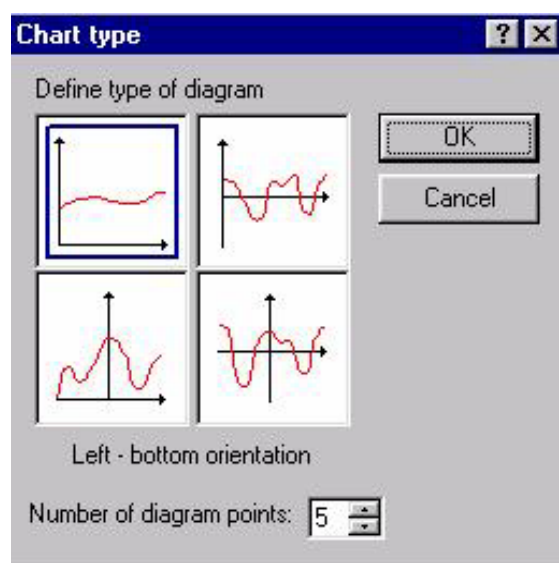 Chart type
Define type of diagram
OK
Cancel
Left - bottom orientation
Number of diagram points: 5